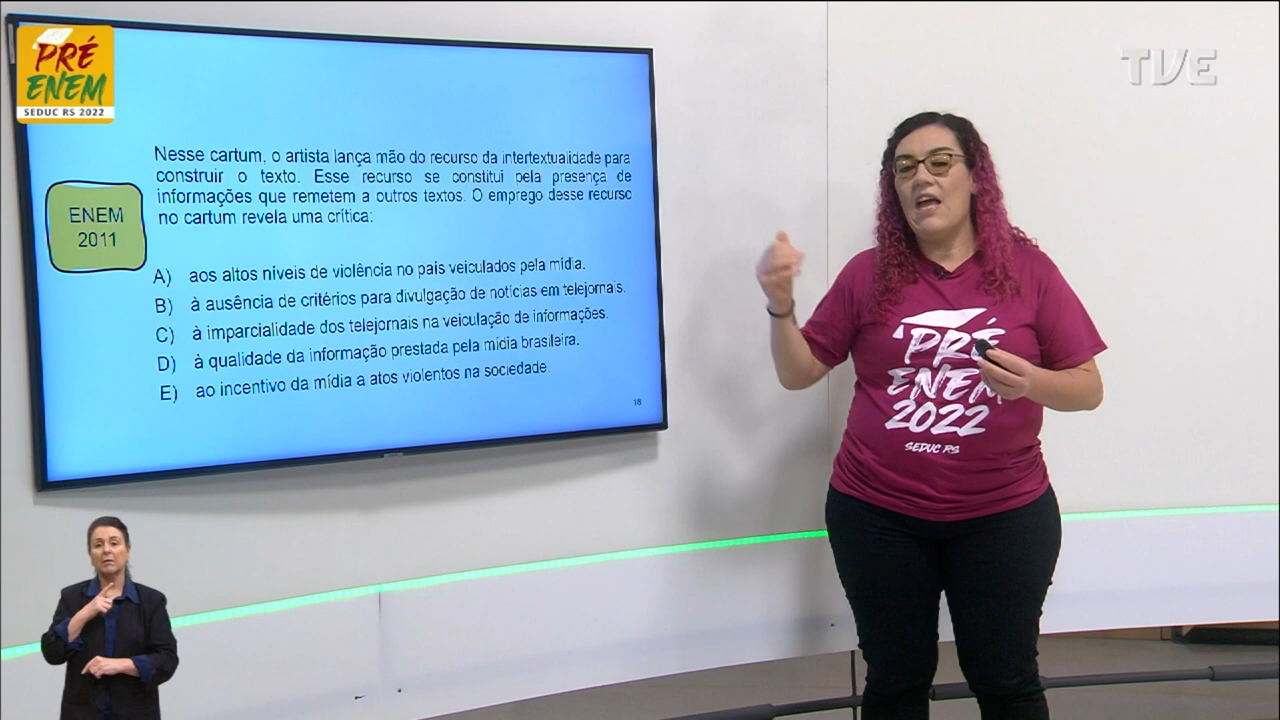 PRÉ
ENEM
SEDUC RS 2022
TVE
Nesse cartum, o artista lança mão do recurso da intertextualidade para
construir o texto. Esse recurso se constitui pela presença de
informações que remetem a outros textos. O emprego desse recurso
no cartum revela uma crítica:
ENEM
2011
A) aos altos níveis de violência no país veiculados pela mídia.
B) à ausência de critérios para divulgação de notícias em telejornais.
C) à imparcialidade dos telejornais na veiculação de informações.
D) à qualidade da informação prestada pela mídia brasileira.
E) ao incentivo da mídia a atos violentos na sociedade.
18
PRÉ
ENEM
2022
SEDUC RS